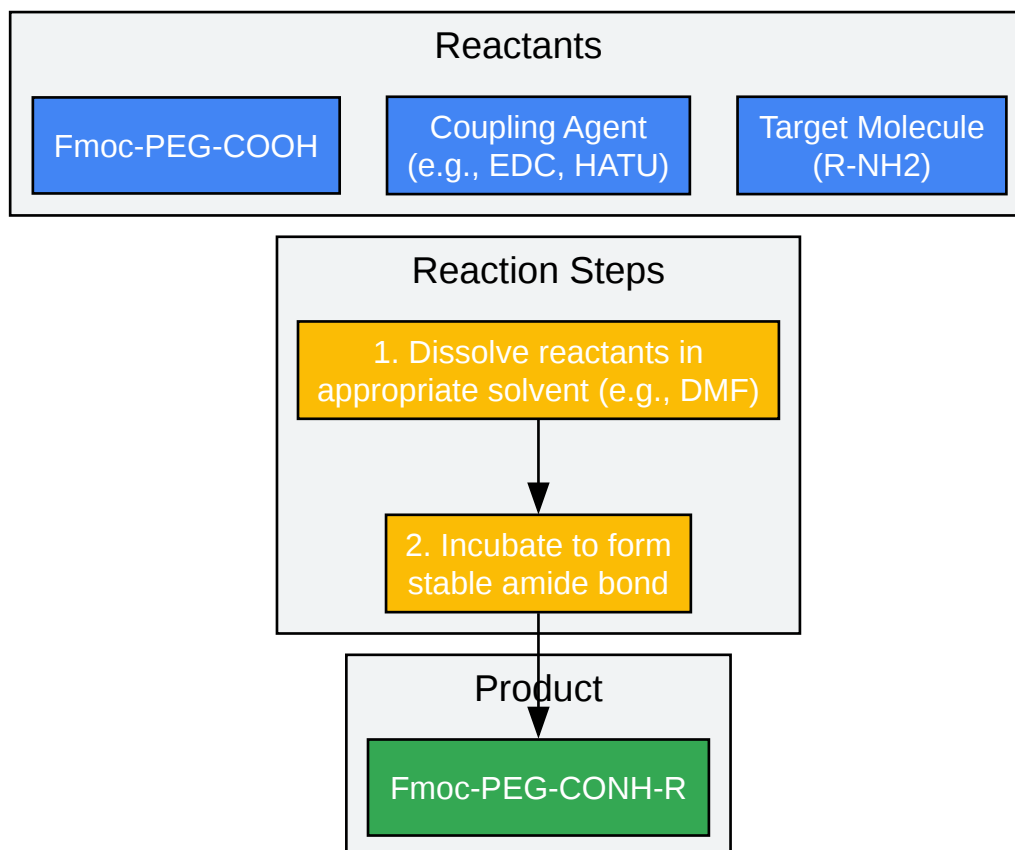 Reactants
Fmoc-PEG-COOH
Coupling Agent
(e.g., EDC, HATU)
Target Molecule
(R-NH2)
Reaction Steps
1. Dissolve reactants in
appropriate solvent (e.g., DMF)
2. Incubate to form
stable amide bond
Product
Fmoc-PEG-CONH-R